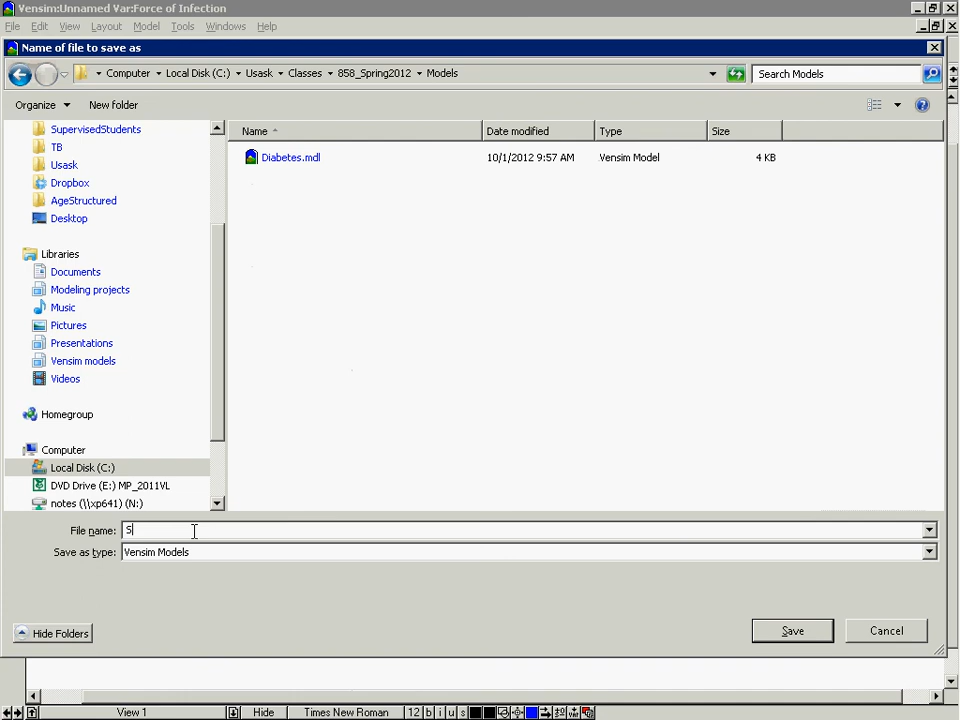 Vensim:Unnamed Var:Force of Infection
File Edit View Layout Model Tools Windows Help
Name of file to save as
Computer Local Disk (C:) Usask Classes 858_Spring2012 Models
Search Models
Organize New folder
SupervisedStudents
TB
Usask
Dropbox
AgeStructured
Desktop
Libraries
Documents
Modeling projects
Music
Pictures
Presentations
Vensim models
Videos
Homegroup
Computer
Local Disk (C:)
DVD Drive (E:) MP_2011VL
notes (\\xp641) (N:)
Name Date modified Type Size
Diabetes.mdl 10/1/2012 9:57 AM Vensim Model 4 KB
File name: S
Save as type: Vensim Models
Hide Folders Save Cancel
View 1 Hide Times New Roman 12 b i u s